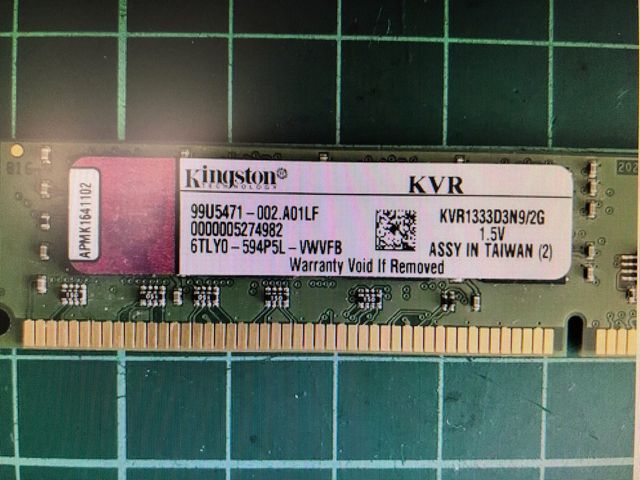 Kingston®
TECHNOLOGY
KVR
99U5471-002.A01LF
0000005274982
6TLY0-594P5L-VWVFB
KVR1333D3N9/2G
1.5V
ASSY IN TAIWAN (2)
Warranty Void If Removed
APMK1641102